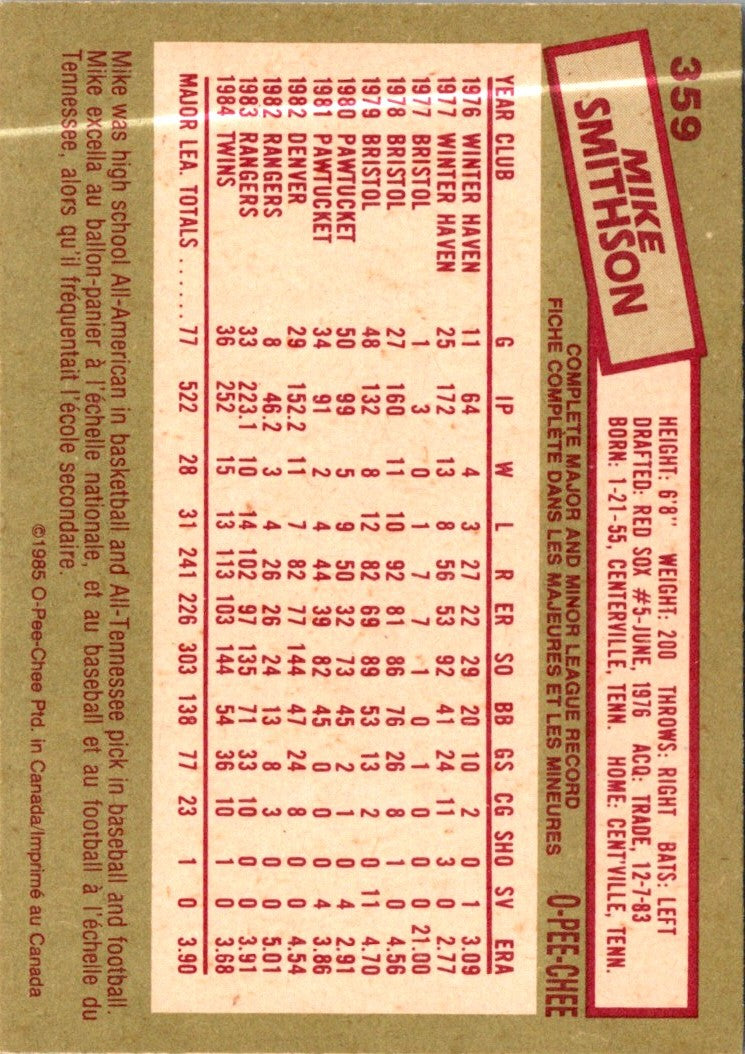 359
MIKE
SMITHSON
HEIGHT: 6'8" WEIGHT: 200 THROWS: RIGHT BATS: LEFT
DRAFTED: RED SOX #5-JUNE, 1976 ACQ: TRADE, 12-7-83
BORN: 1-21-55, CENTERVILLE, TENN. HOME: CENT'VILLE, TENN.
COMPLETE MAJOR AND MINOR LEAGUE RECORD
FICHE COMPLÈTE DANS LES MAJEURES ET LES MINEURES
O-PEE-CHEE
YEAR CLUB G IP W L R ER SO BB GS CG SHO SV ERA
1976 WINTER HAVEN 11 64 4 3 27 22 29 20 10 2 0 1 3.09
1977 WINTER HAVEN 25 172 13 8 56 53 92 41 24 11 3 0 2.77
1977 BRISTOL 1 3 0 1 7 7 1 0 1 0 0 0 21.00
1978 BRISTOL 27 160 11 10 92 81 86 76 26 8 1 0 4.56
1979 BRISTOL 48 132 8 12 82 69 89 53 13 2 0 11 4.70
1980 PAWTUCKET 50 99 5 9 50 32 73 45 2 1 0 4 2.91
1981 PAWTUCKET 34 91 2 4 44 39 82 45 0 0 0 4 3.86
1982 DENVER 29 152.2 11 7 82 77 144 47 24 8 0 0 4.54
1982 RANGERS 8 46.2 3 4 26 26 24 13 8 3 0 0 5.01
1983 RANGERS 33 223.1 10 14 102 97 135 71 33 10 0 0 3.91
1984 TWINS 36 252 15 13 113 103 144 54 36 10 1 0 3.68
MAJOR LEA. TOTALS ...... 77 522 28 31 241 226 303 138 77 23 1 0 3.90
Mike was high school All-American in basketball and All-Tennessee pick in baseball and football.
Mike excella au ballon-panier à l'échelle nationale, et au baseball et au football à l'échelle du
Tennessee, alors qu'il fréquentait l'école secondaire.
©1985 O-Pee-Chee Ptd. in Canada/Imprimé au Canada